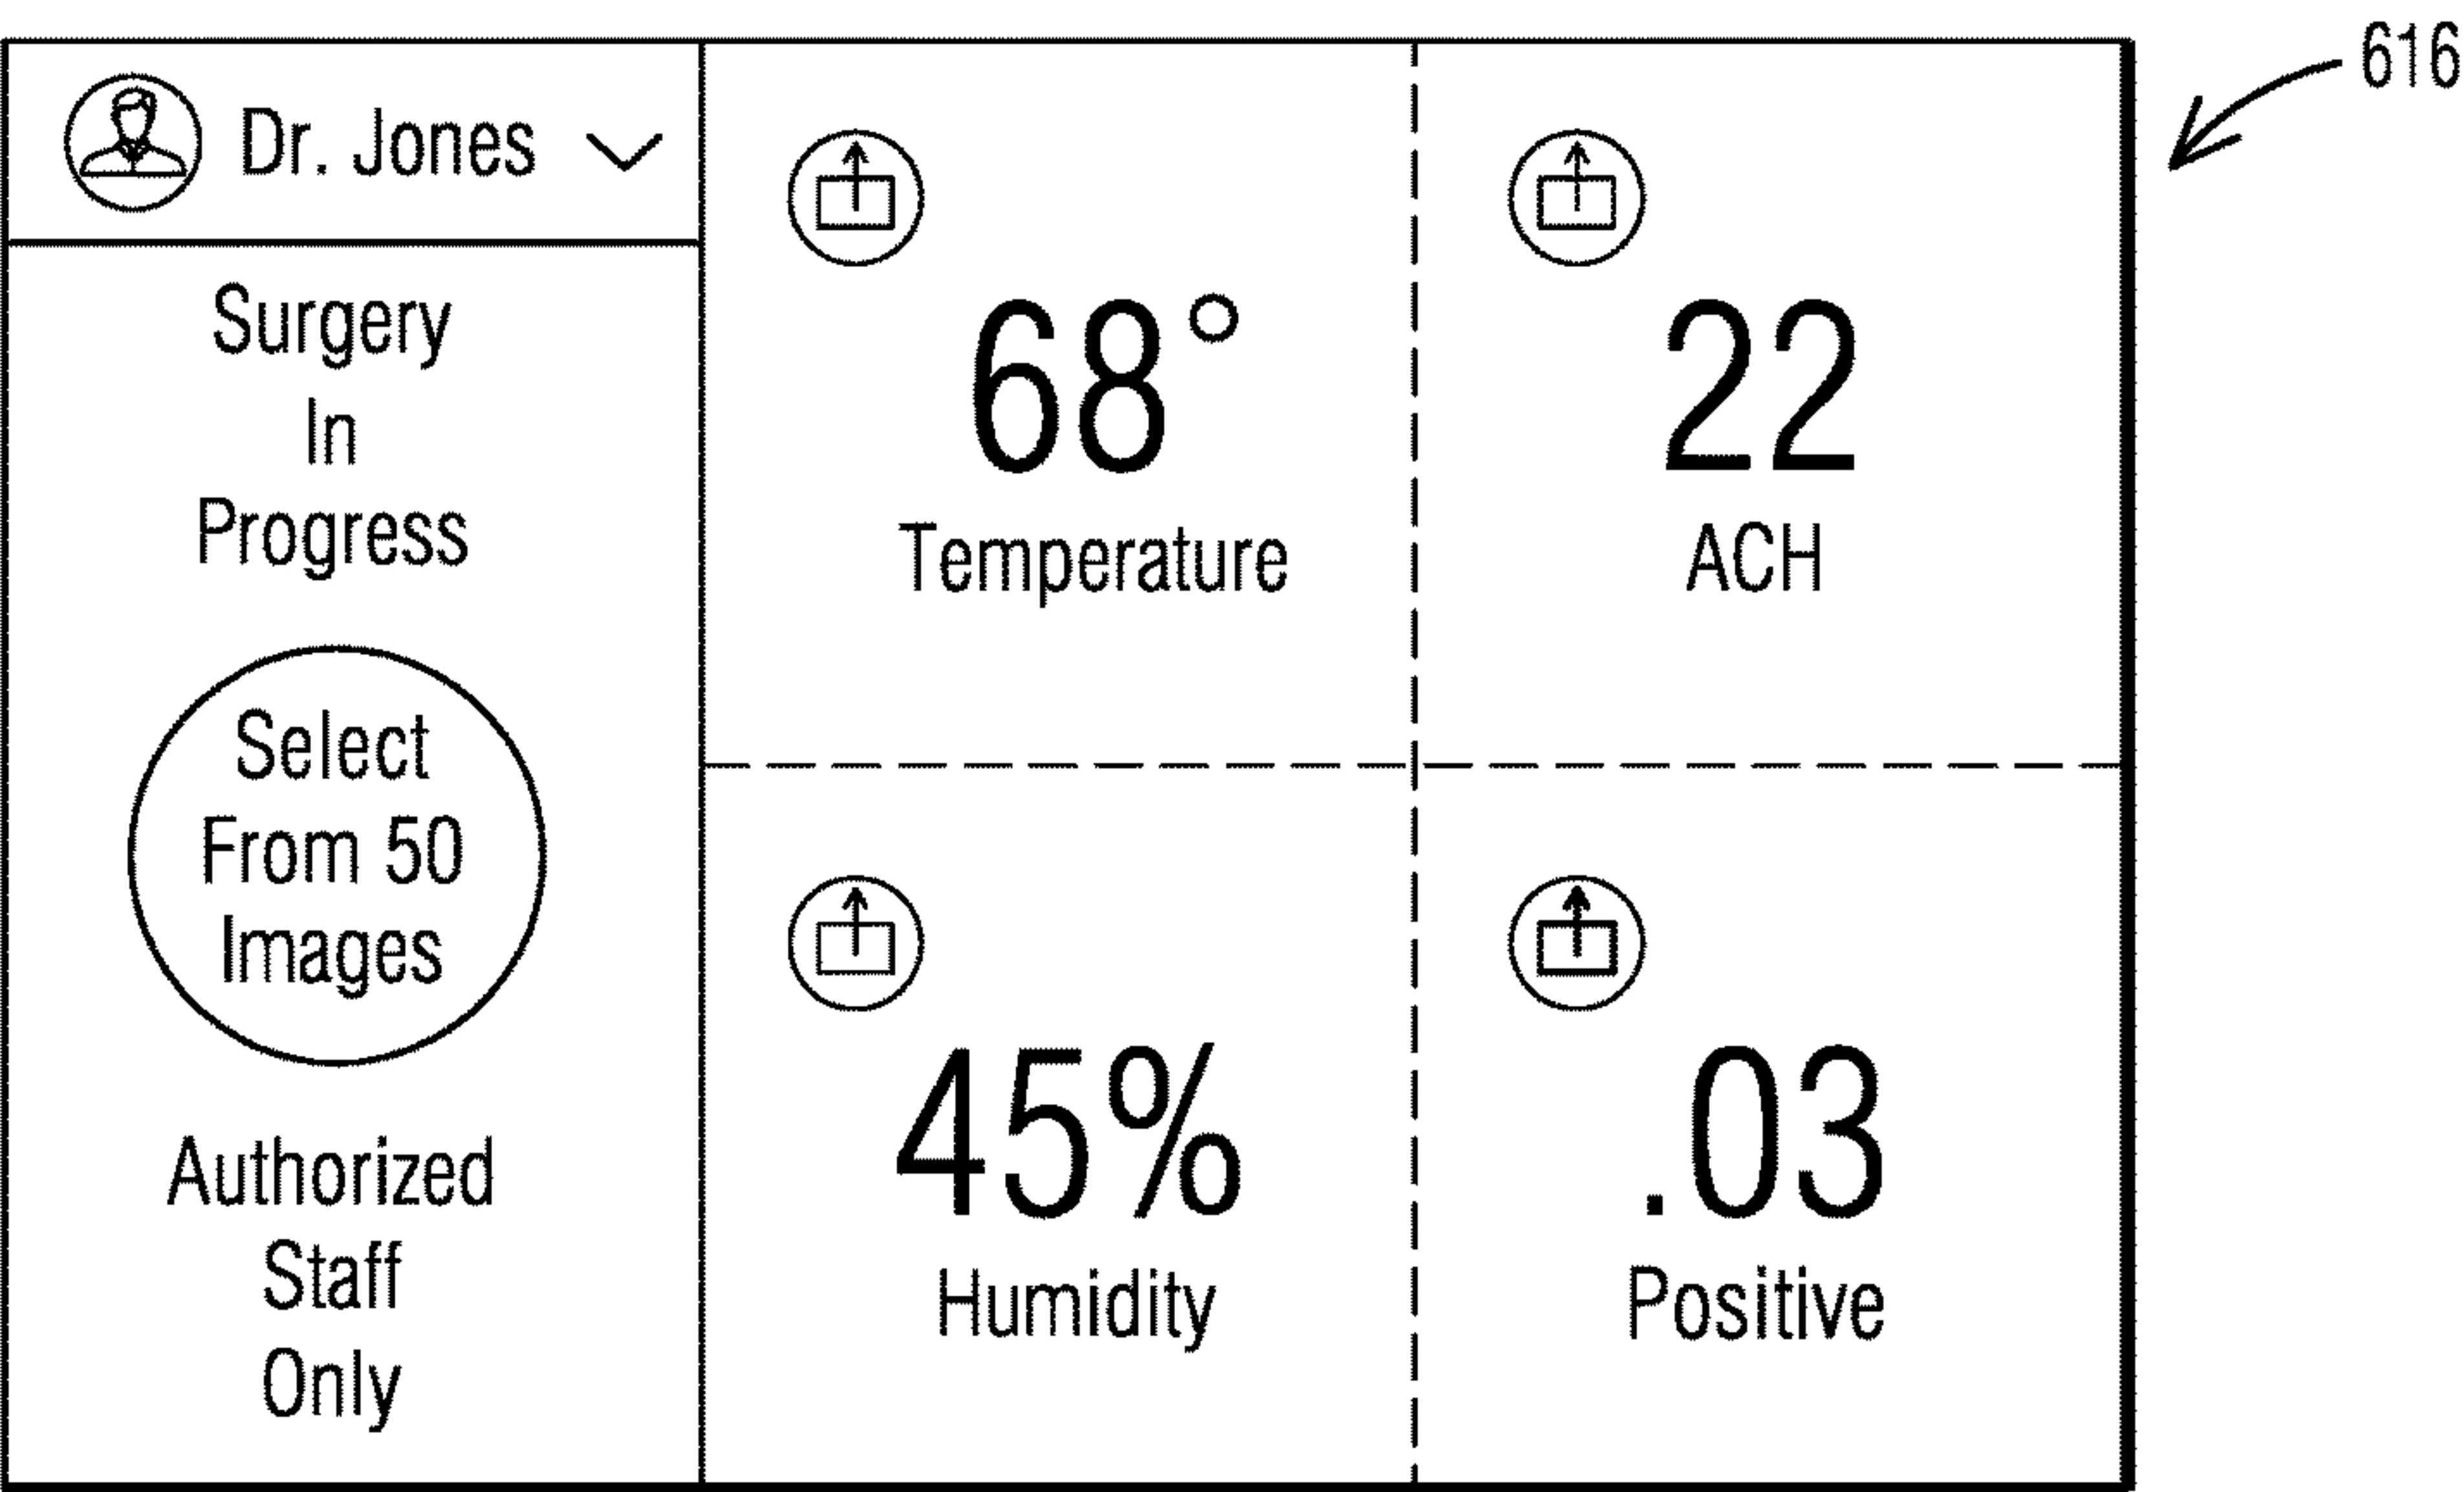 616
Dr. Jones
Surgery
In
Progress
Select
From 50
Images
Authorized
Staff
Only
68°
Temperature
22
ACH
45%
Humidity
.03
Positive